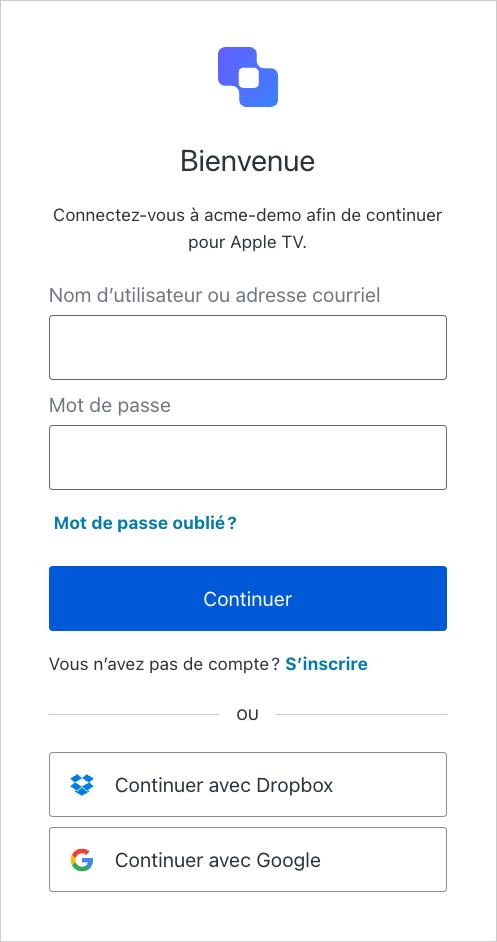 Bienvenue
Connectez-vous à acme-demo afin de continuer
pour Apple TV.
Nom d’utilisateur ou adresse courriel
Mot de passe
Mot de passe oublié ?
Continuer
Vous n’avez pas de compte ? S’inscrire
OU
Continuer avec Dropbox
Continuer avec Google